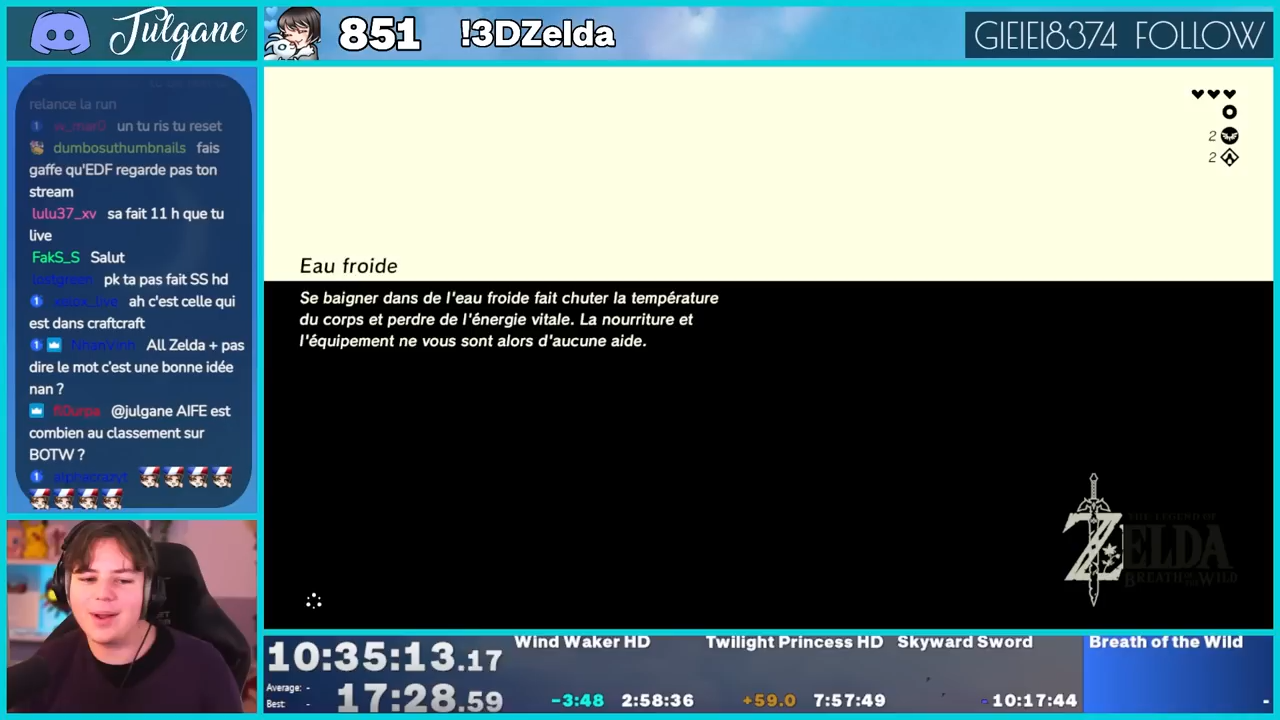 Julgane
851
!3DZelda
GIEIEI8374 FOLLOW
relance la run
un tu ris tu reset
dumbosuthumbnails fais
gaffe qu'EDF regarde pas ton
stream
lulu37_xv sa fait 11 h que tu
live
FakS_S Salut
lostgreen pk ta pas fait SS hd
ah c'est celle qui
est dans craftcraft
NhanVinh All Zelda + pas
dire le mot c'est une bonne idée
nan ?
@julgane AIFE est
combien au classement sur
BOTW ?
alphacrazyt
2
2
Eau froide
Se baigner dans de l'eau froide fait chuter la température
du corps et perdre de l'énergie vitale. La nourriture et
l'équipement ne vous sont alors d'aucune aide.
THE LEGEND OF
ZELDA
BREATH OF THE WILD
10:35:13.17
Average: -
Best: -
17:28.59
Wind Waker HD
-3:48 2:58:36
Twilight Princess HD
+59.0 7:57:49
Skyward Sword
- 10:17:44
Breath of the Wild
-